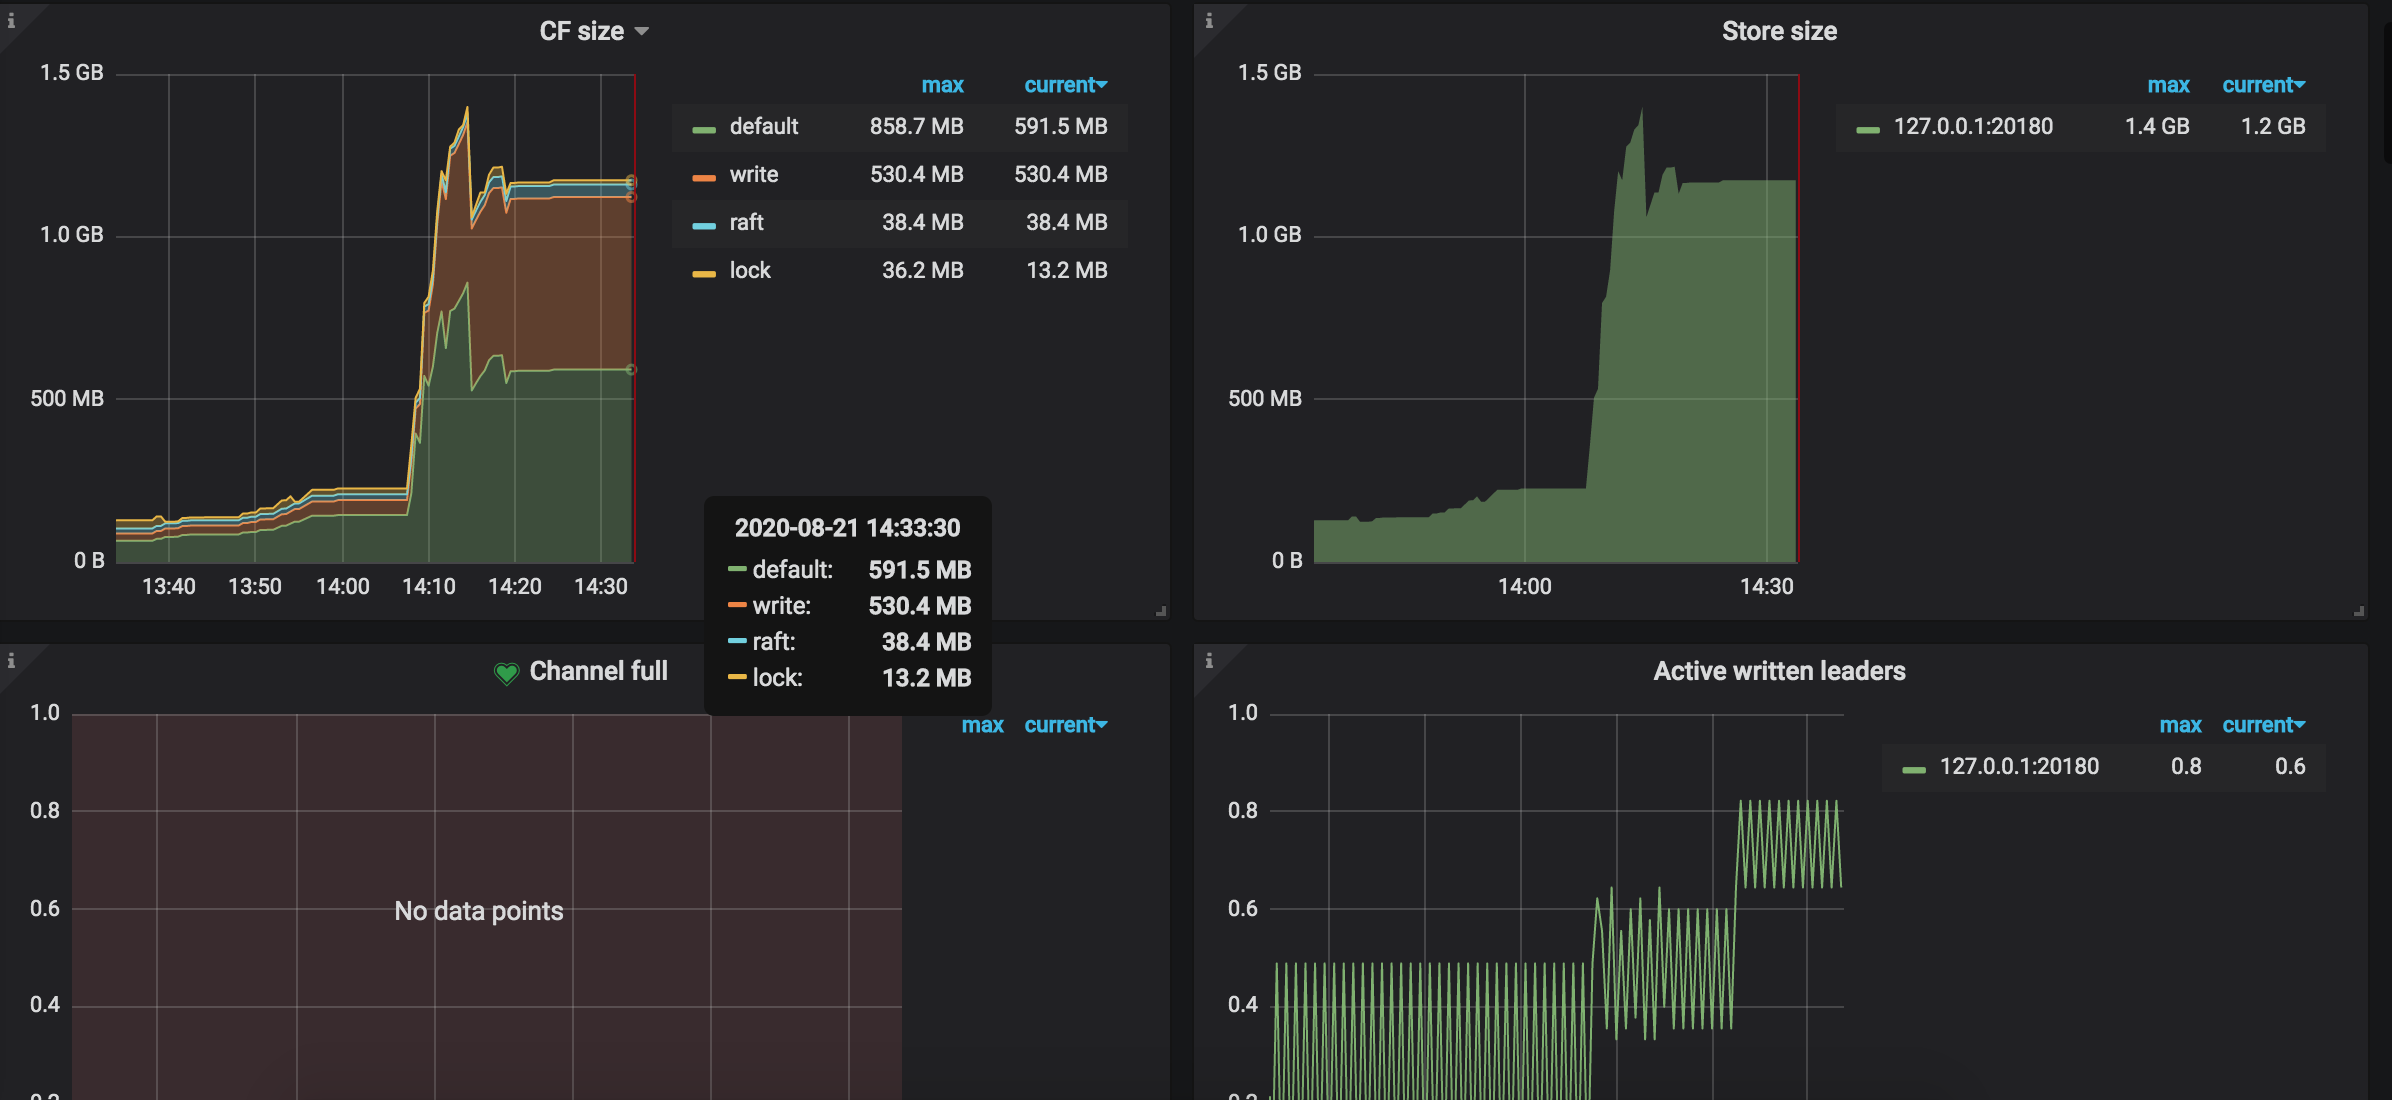 CF size
1.5 GB
1.0 GB
500 MB
0 B
13:40 13:50 14:00 14:10 14:20 14:30
max current
default 858.7 MB 591.5 MB
write 530.4 MB 530.4 MB
raft 38.4 MB 38.4 MB
lock 36.2 MB 13.2 MB
Store size
1.5 GB
1.0 GB
500 MB
0 B
14:00 14:30
max current
127.0.0.1:20180 1.4 GB 1.2 GB
2020-08-21 14:33:30
default: 591.5 MB
write: 530.4 MB
raft: 38.4 MB
lock: 13.2 MB
Channel full
1.0
0.8
0.6
0.4
No data points
max current
Active written leaders
1.0
0.8
0.6
0.4
max current
127.0.0.1:20180 0.8 0.6